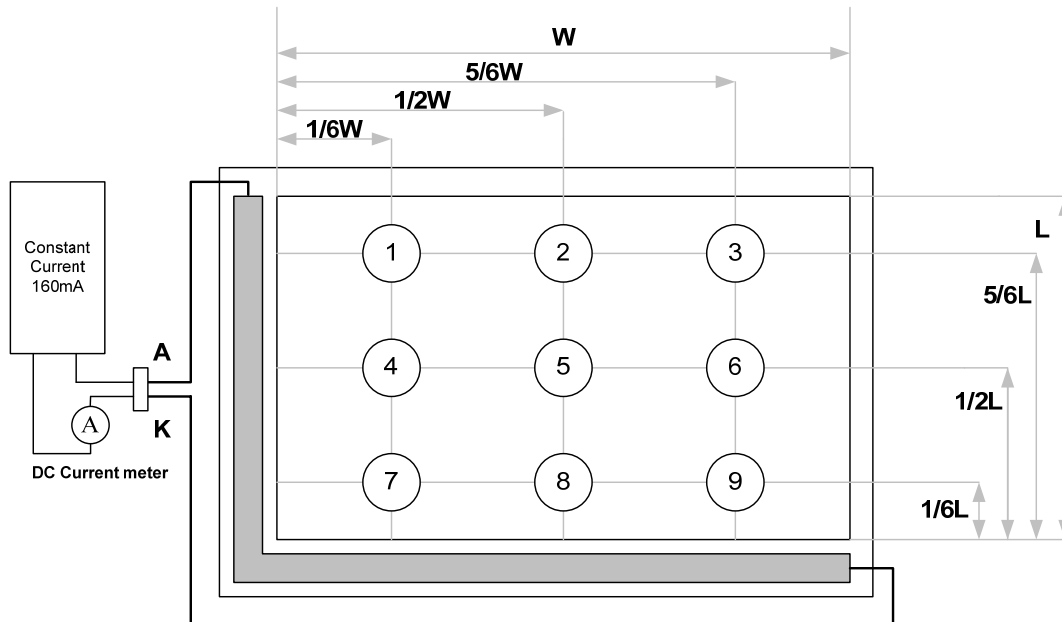 W
5/6W
1/2W
1/6W
Constant
Current
160mA
A
K
A
DC Current meter
1 2 3
4 5 6
7 8 9
L
5/6L
1/2L
1/6L